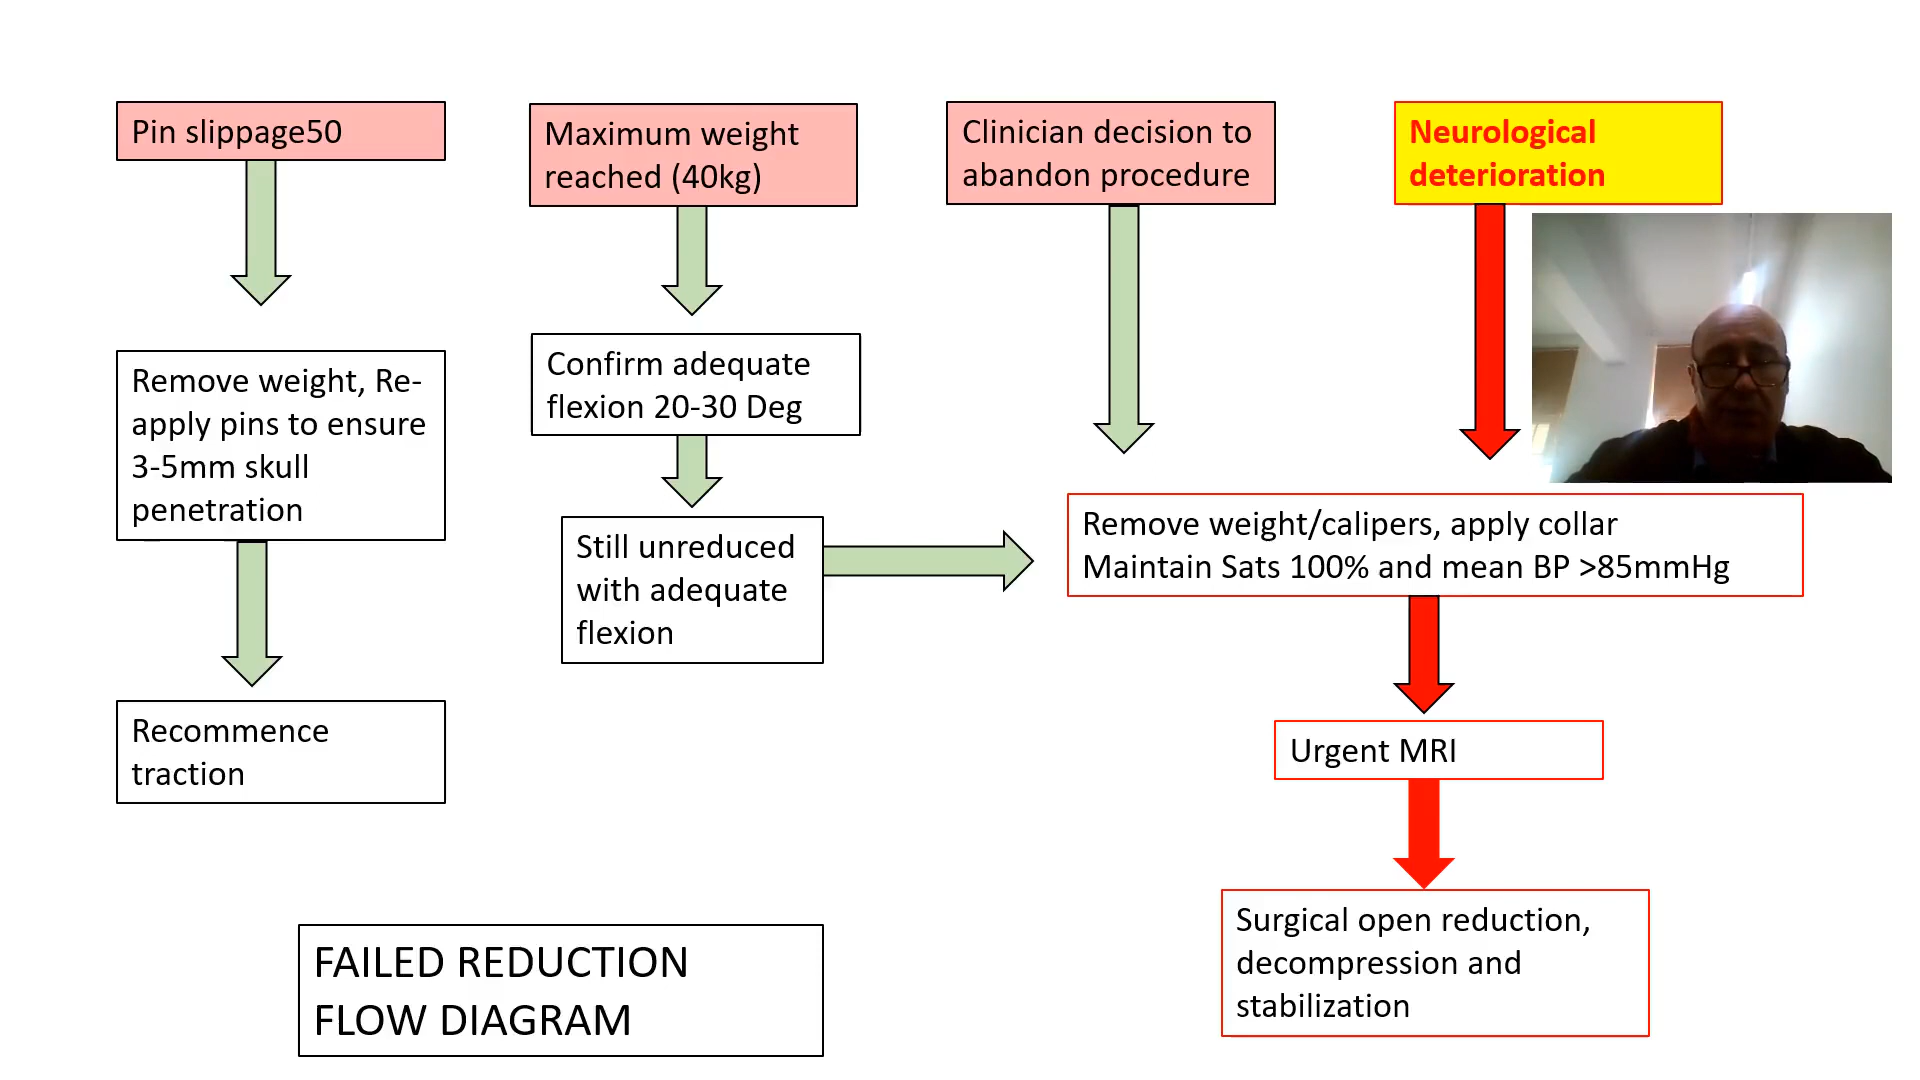 Pin slippage50
Remove weight, Re-
apply pins to ensure
3-5mm skull
penetration
Recommence
traction
Maximum weight
reached (40kg)
Confirm adequate
flexion 20-30 Deg
Still unreduced
with adequate
flexion
Clinician decision to
abandon procedure
Neurological
deterioration
Remove weight/calipers, apply collar
Maintain Sats 100% and mean BP >85mmHg
Urgent MRI
Surgical open reduction,
decompression and
stabilization
FAILED REDUCTION
FLOW DIAGRAM